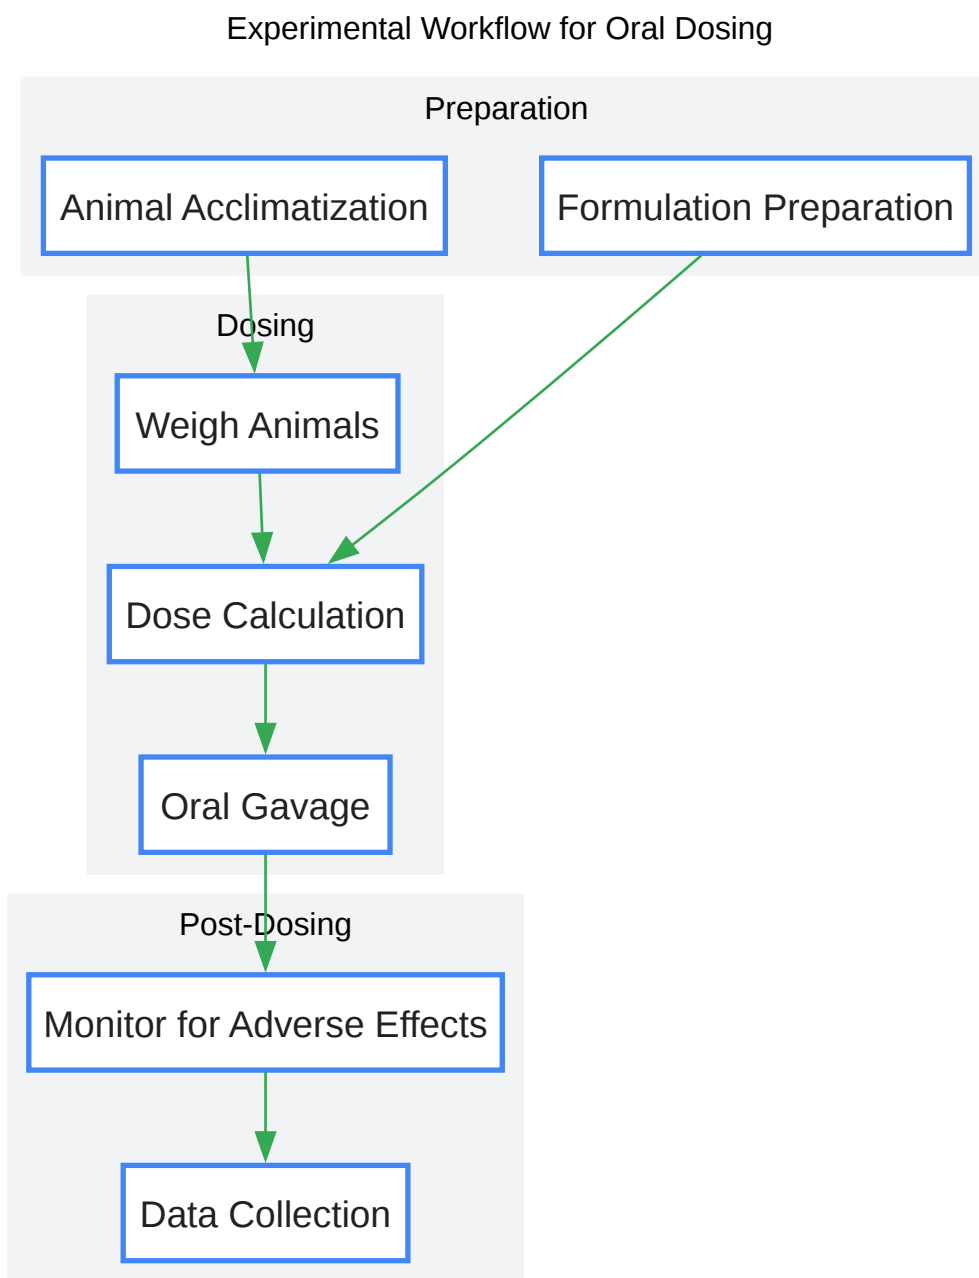 Experimental Workflow for Oral Dosing
Preparation
Animal Acclimatization
Formulation Preparation
Dosing
Weigh Animals
Dose Calculation
Oral Gavage
Post-Dosing
Monitor for Adverse Effects
Data Collection